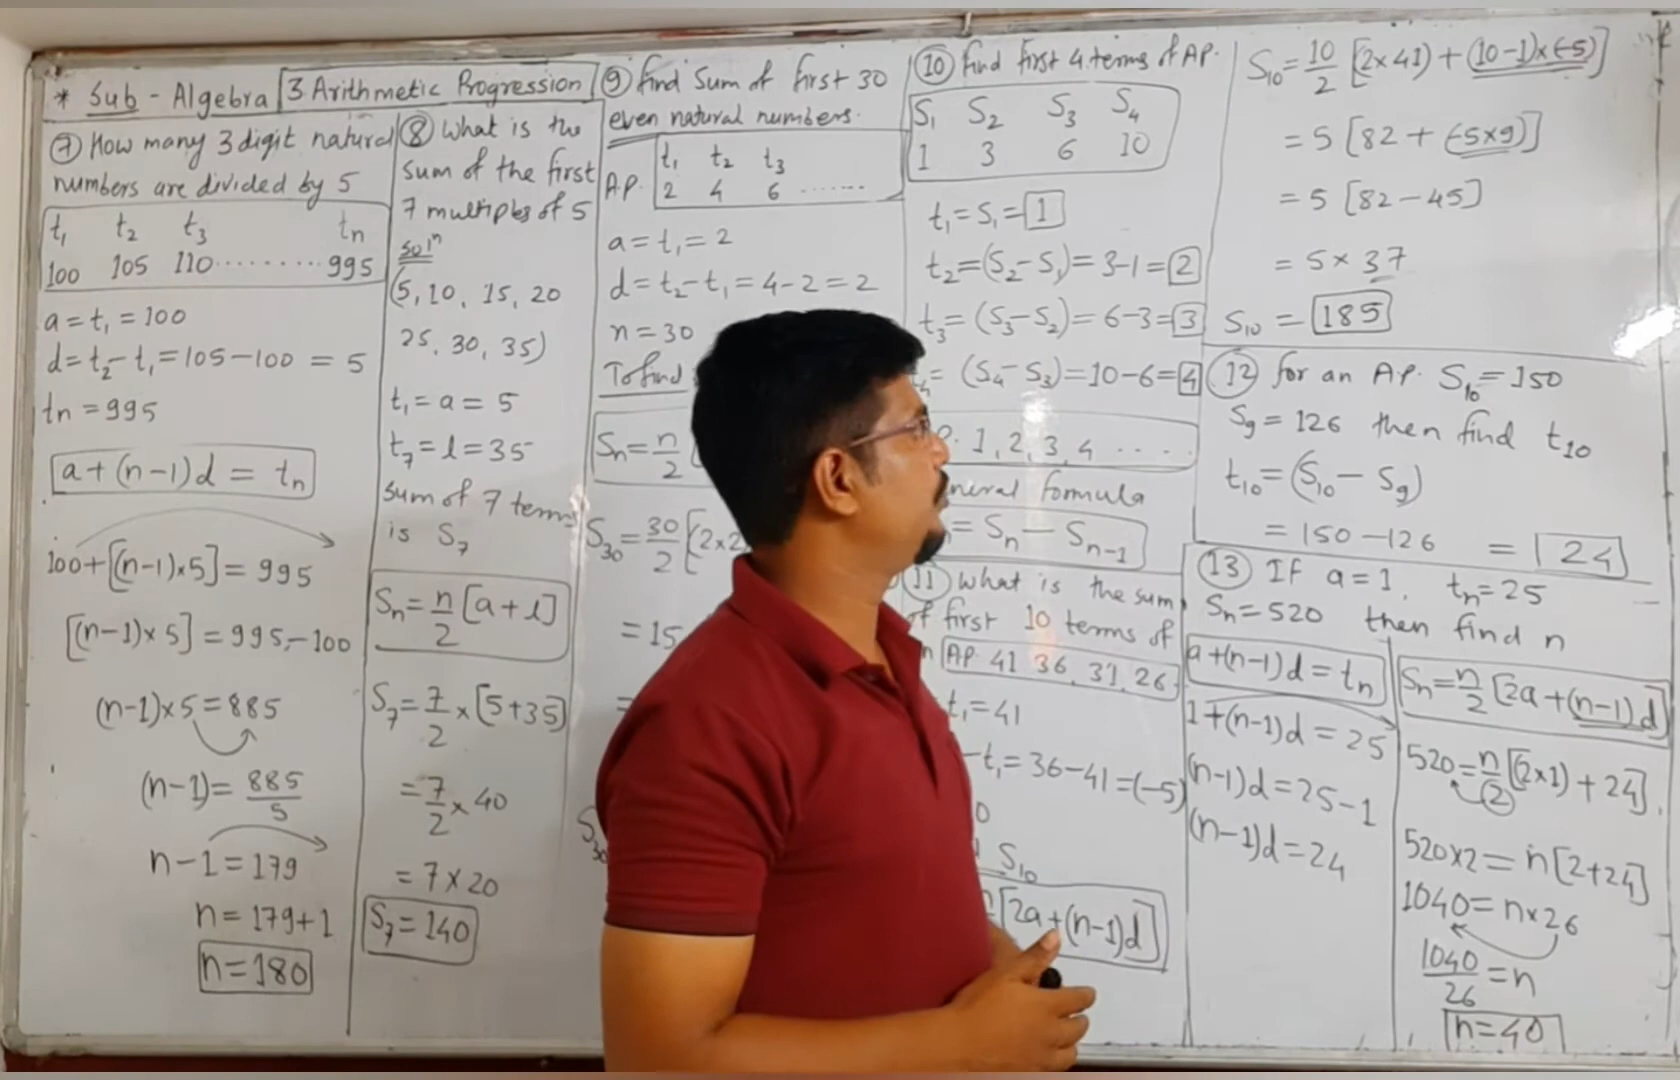 * Sub - Algebra 3 Arithmetic Progression
⑦ How many 3 digit natural
numbers are divided by 5
t₁ t₂ t₃ tn
100 105 110 ......... 995
a = t₁ = 100
d = t₂ - t₁ = 105 - 100 = 5
tn = 995
a + (n-1)d = tn
100 + [(n-1)×5] = 995
[(n-1)×5] = 995 - 100
(n-1)×5 = 885
(n-1) = 885/5
n-1 = 179
n = 179+1
n = 180
⑧ What is the
sum of the first
7 multiples of 5
solⁿ
(5, 10, 15, 20
25, 30, 35)
t₁ = a = 5
t₇ = l = 35
sum of 7 terms
is S₇
Sn = n/2 [a + l]
S₇ = 7/2 × [5+35]
= 7/2 × 40
= 7 × 20
S₇ = 140
⑨ find Sum of first 30
even natural numbers.
A.P. t₁ t₂ t₃
2 4 6 .......
a = t₁ = 2
d = t₂ - t₁ = 4 - 2 = 2
n = 30
To find
Sn = n/2
S₃₀ = 30/2 [2×2
= 15
=
S₃₀
⑩ find first 4 terms of A.P.
S₁ S₂ S₃ S₄
1 3 6 10
t₁ = S₁ = 1
t₂ = (S₂ - S₁) = 3-1 = 2
t₃ = (S₃ - S₂) = 6-3 = 3
= (S₄ - S₃) = 10-6 = 4
P. 1, 2, 3, 4 ....
neral formula
= Sn - Sn-1
⑪ What is the sum
of first 10 terms of
n A.P. 41 36, 31, 26
t₁ = 41
-t₁ = 36-41 = (-5)
0
S₁₀
[2a + (n-1)d]
S₁₀ = 10/2 [2×41) + (10-1)×(-5)]
= 5 [82 + (-5×9)]
= 5 [82 - 45]
= 5 × 37
S₁₀ = 185
⑫ for an A.P. S₁₀ = 150
S₉ = 126 then find t₁₀
t₁₀ = (S₁₀ - S₉)
= 150 - 126 = 24
⑬ If a = 1, tn = 25
Sn = 520 then find n
a + (n-1)d = tn
1 + (n-1)d = 25
(n-1)d = 25-1
(n-1)d = 24
Sn = n/2 [2a + (n-1)d]
520 = n/2 [(2×1) + 24]
520×2 = n[2+24]
1040 = n×26
1040/26 = n
n = 40